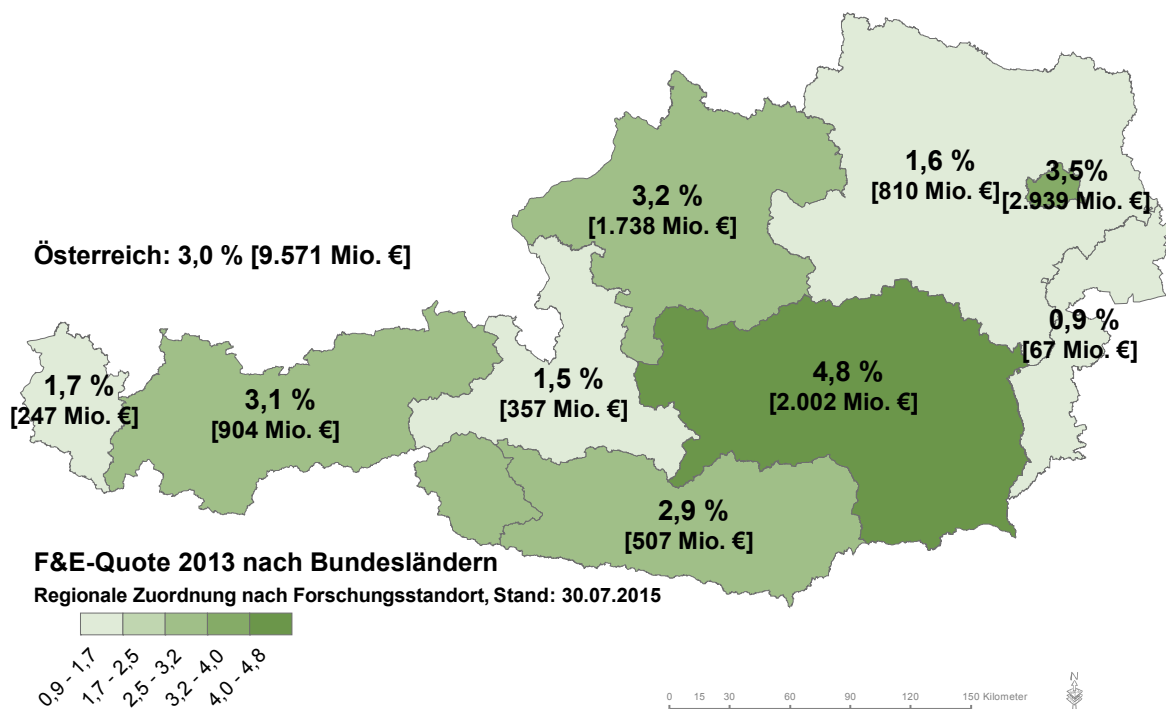 1,6 %
[810 Mio. €]
3,5%
[2.939 Mio. €]
3,2 %
[1.738 Mio. €]
Österreich: 3,0 % [9.571 Mio. €]
0,9 %
[67 Mio. €]
1,7 %
[247 Mio. €]
3,1 %
[904 Mio. €]
1,5 %
[357 Mio. €]
4,8 %
[2.002 Mio. €]
2,9 %
[507 Mio. €]
F&E-Quote 2013 nach Bundesländern
Regionale Zuordnung nach Forschungsstandort, Stand: 30.07.2015
0,9 - 1,7
1,7 - 2,5
2,5 - 3,2
3,2 - 4,0
4,0 - 4,8
0 15 30 60 90 120 150 Kilometer
N